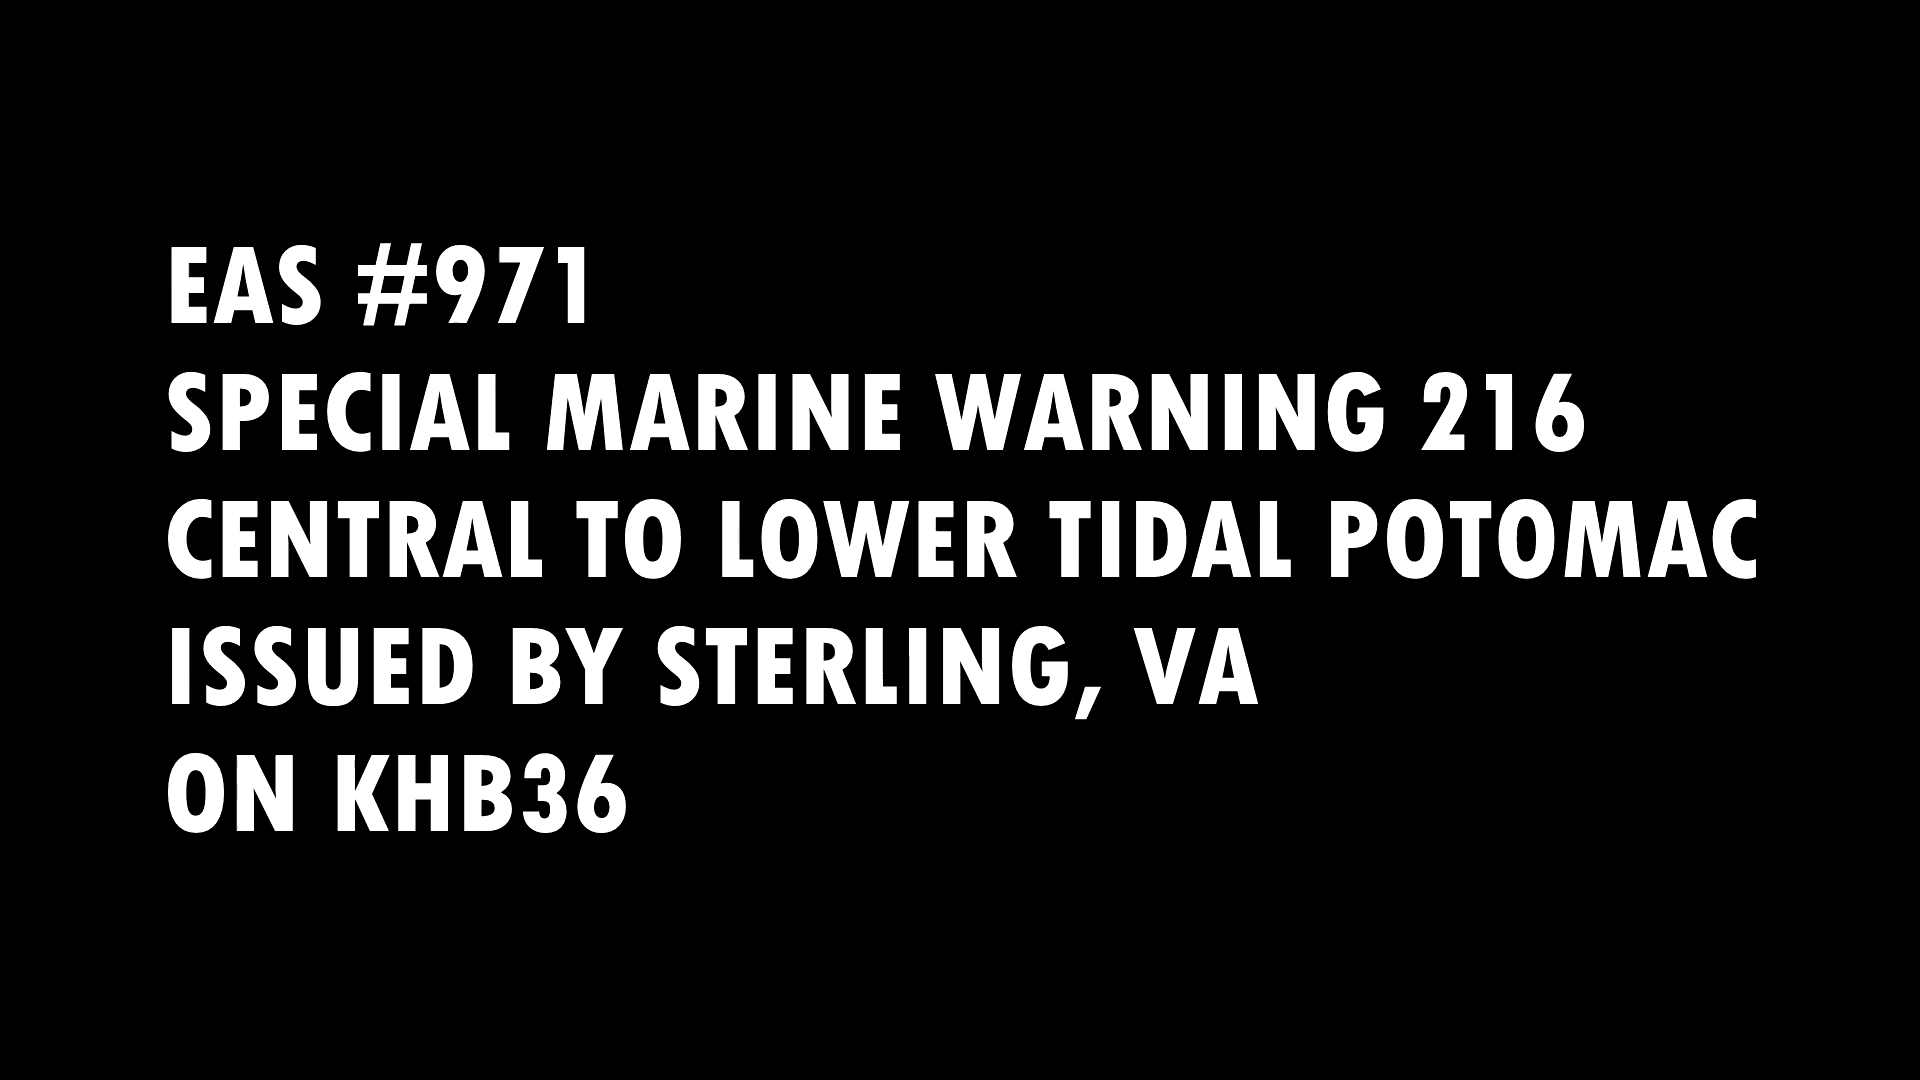 EAS #971
SPECIAL MARINE WARNING 216
CENTRAL TO LOWER TIDAL POTOMAC
ISSUED BY STERLING, VA
ON KHB36